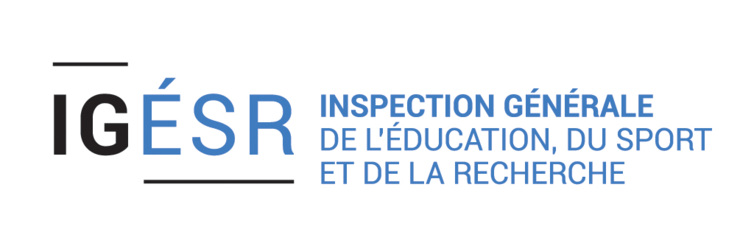 IGÉSR
INSPECTION GÉNÉRALE
DE L'ÉDUCATION, DU SPORT
ET DE LA RECHERCHE